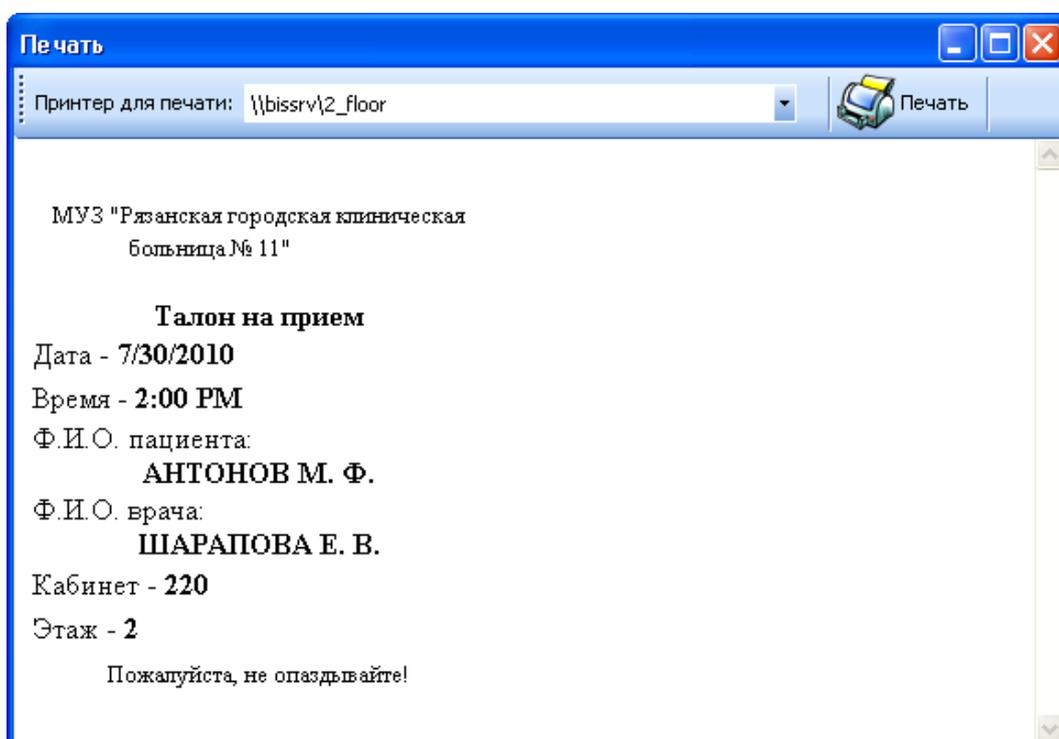 Печать
Принтер для печати: \\bissrv\2_floor Печать
МУЗ "Рязанская городская клиническая
больница № 11"
Талон на прием
Дата - 7/30/2010
Время - 2:00 PM
Ф.И.О. пациента:
АНТОНОВ М. Ф.
Ф.И.О. врача:
ШАРАПОВА Е. В.
Кабинет - 220
Этаж - 2
Пожалуйста, не опаздывайте!